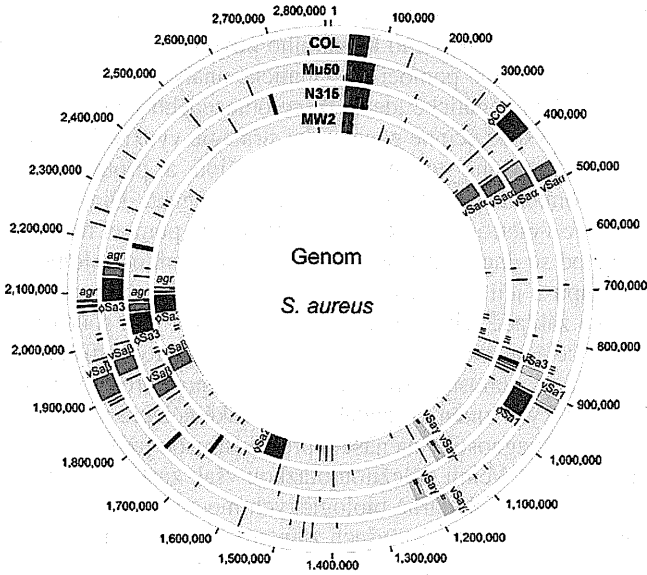 2,800,000 1
100,000
200,000
300,000
400,000
500,000
600,000
700,000
800,000
900,000
1,000,000
1,100,000
1,200,000
1,300,000
1,400,000
1,500,000
1,600,000
1,700,000
1,800,000
1,900,000
2,000,000
2,100,000
2,200,000
2,300,000
2,400,000
2,500,000
2,600,000
2,700,000
COL
Mu50
N315
MW2
ϕCOL
νSaα
νSaα
νSaα
νSaα
νSa3
νSa1
ϕSa1
νSaγ
νSaγ
νSaγ
νSaγ
ϕSa2
νSaβ
νSaβ
νSaβ
νSaβ
ϕSa3
ϕSa3
agr
agr
agr
agr
Genom
S. aureus